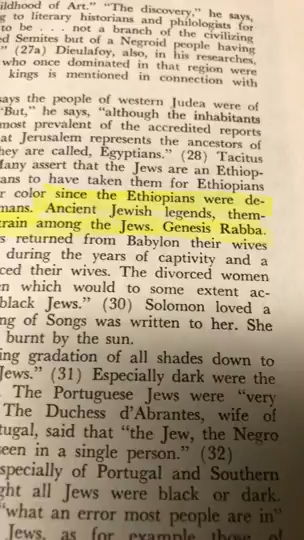 ildhood of Art." "The discovery," he says,
g to literary historians and philologists for
to be . . . not a branch of the civilizing
ed Semites but of a Negroid people having
" (27a) Dieulafoy, also, in his researches,
who once dominated in that region were
kings is mentioned in connection with
says the people of western Judea were of
"But," he says, "although the inhabitants
most prevalent of the accredited reports
at Jerusalem represents the ancestors of
hey are called, Egyptians." (28) Tacitus
Many assert that the Jews are an Ethiop-
ans to have taken them for Ethiopians
r color since the Ethiopians were de-
mans. Ancient Jewish legends, them-
train among the Jews. Genesis Rabba.
s returned from Babylon their wives
during the years of captivity and a
ced their wives. The divorced women
en which would to some extent ac-
black Jews." (30) Solomon loved a
ng of Songs was written to her. She
burnt by the sun.
ing gradation of all shades down to
Jews." (31) Especially dark were the
. The Portuguese Jews were "very
The Duchess d'Abrantes, wife of
tugal, said that "the Jew, the Negro
seen in a single person." (32)
specially of Portugal and Southern
ght all Jews were black or dark.
"what an error most people are in"
Jews, as for example those of